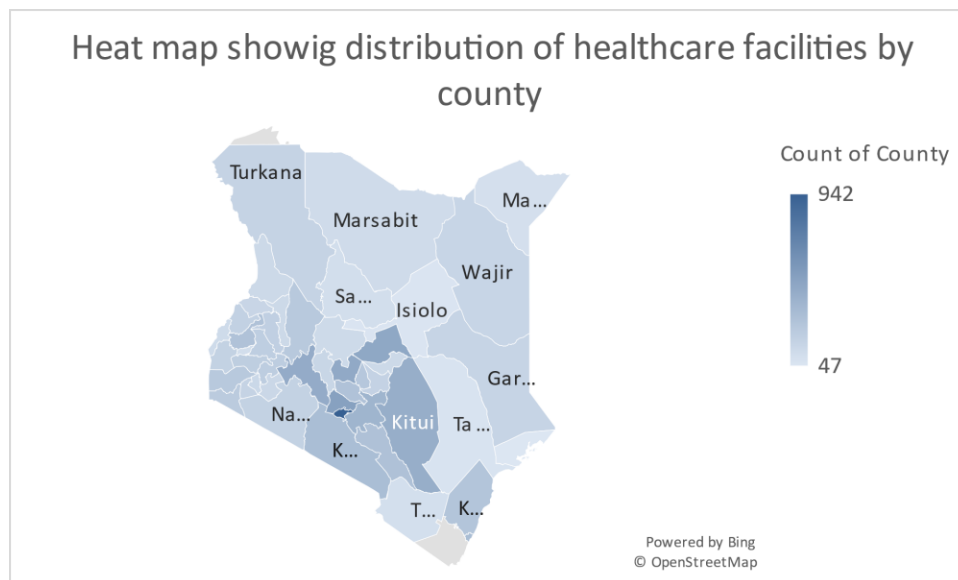 Heat map showig distribution of healthcare facilities by
county
Count of County
942
47
Turkana
Marsabit
Ma...
Wajir
Sa...
Isiolo
Gar...
Na...
Kitui
Ta ...
K...
T...
K...
Powered by Bing
© OpenStreetMap